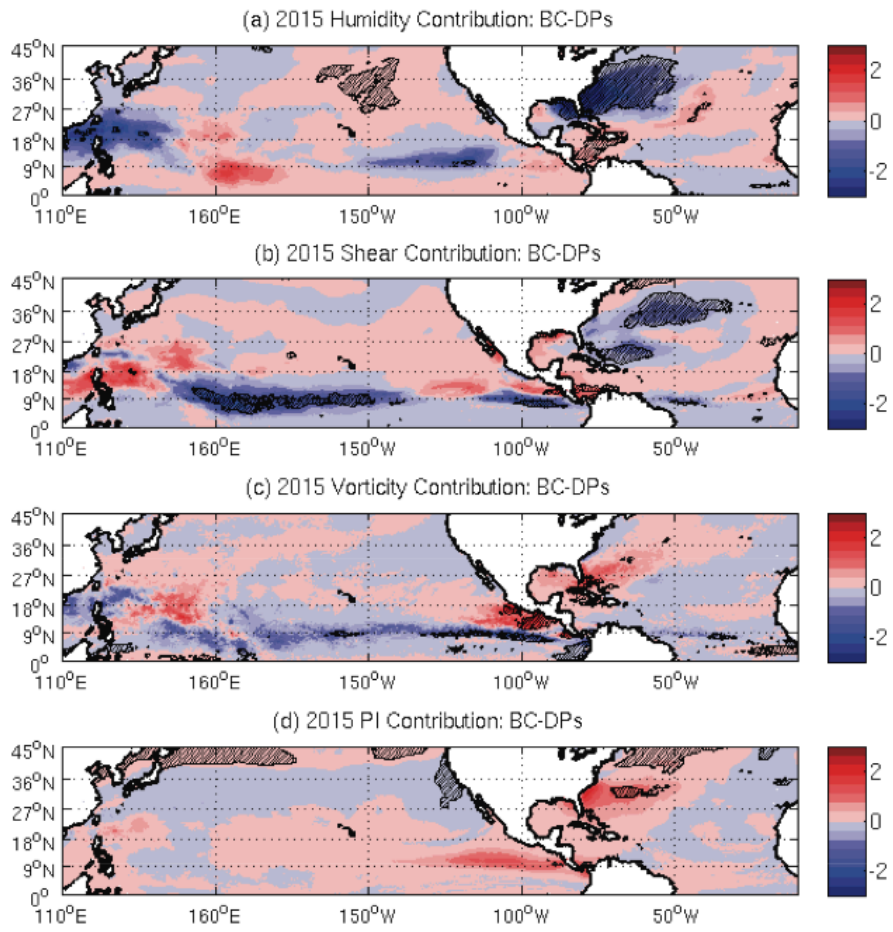 (a) 2015 Humidity Contribution: BC-DPs
45°N
36°N
27°N
18°N
9°N
0°
110°E 160°E 150°W 100°W 50°W
2
0
-2
(b) 2015 Shear Contribution: BC-DPs
45°N
36°N
27°N
18°N
9°N
0°
110°E 160°E 150°W 100°W 50°W
2
0
-2
(c) 2015 Vorticity Contribution: BC-DPs
45°N
36°N
27°N
18°N
9°N
0°
110°E 160°E 150°W 100°W 50°W
2
0
-2
(d) 2015 PI Contribution: BC-DPs
45°N
36°N
27°N
18°N
9°N
0°
110°E 160°E 150°W 100°W 50°W
2
0
-2